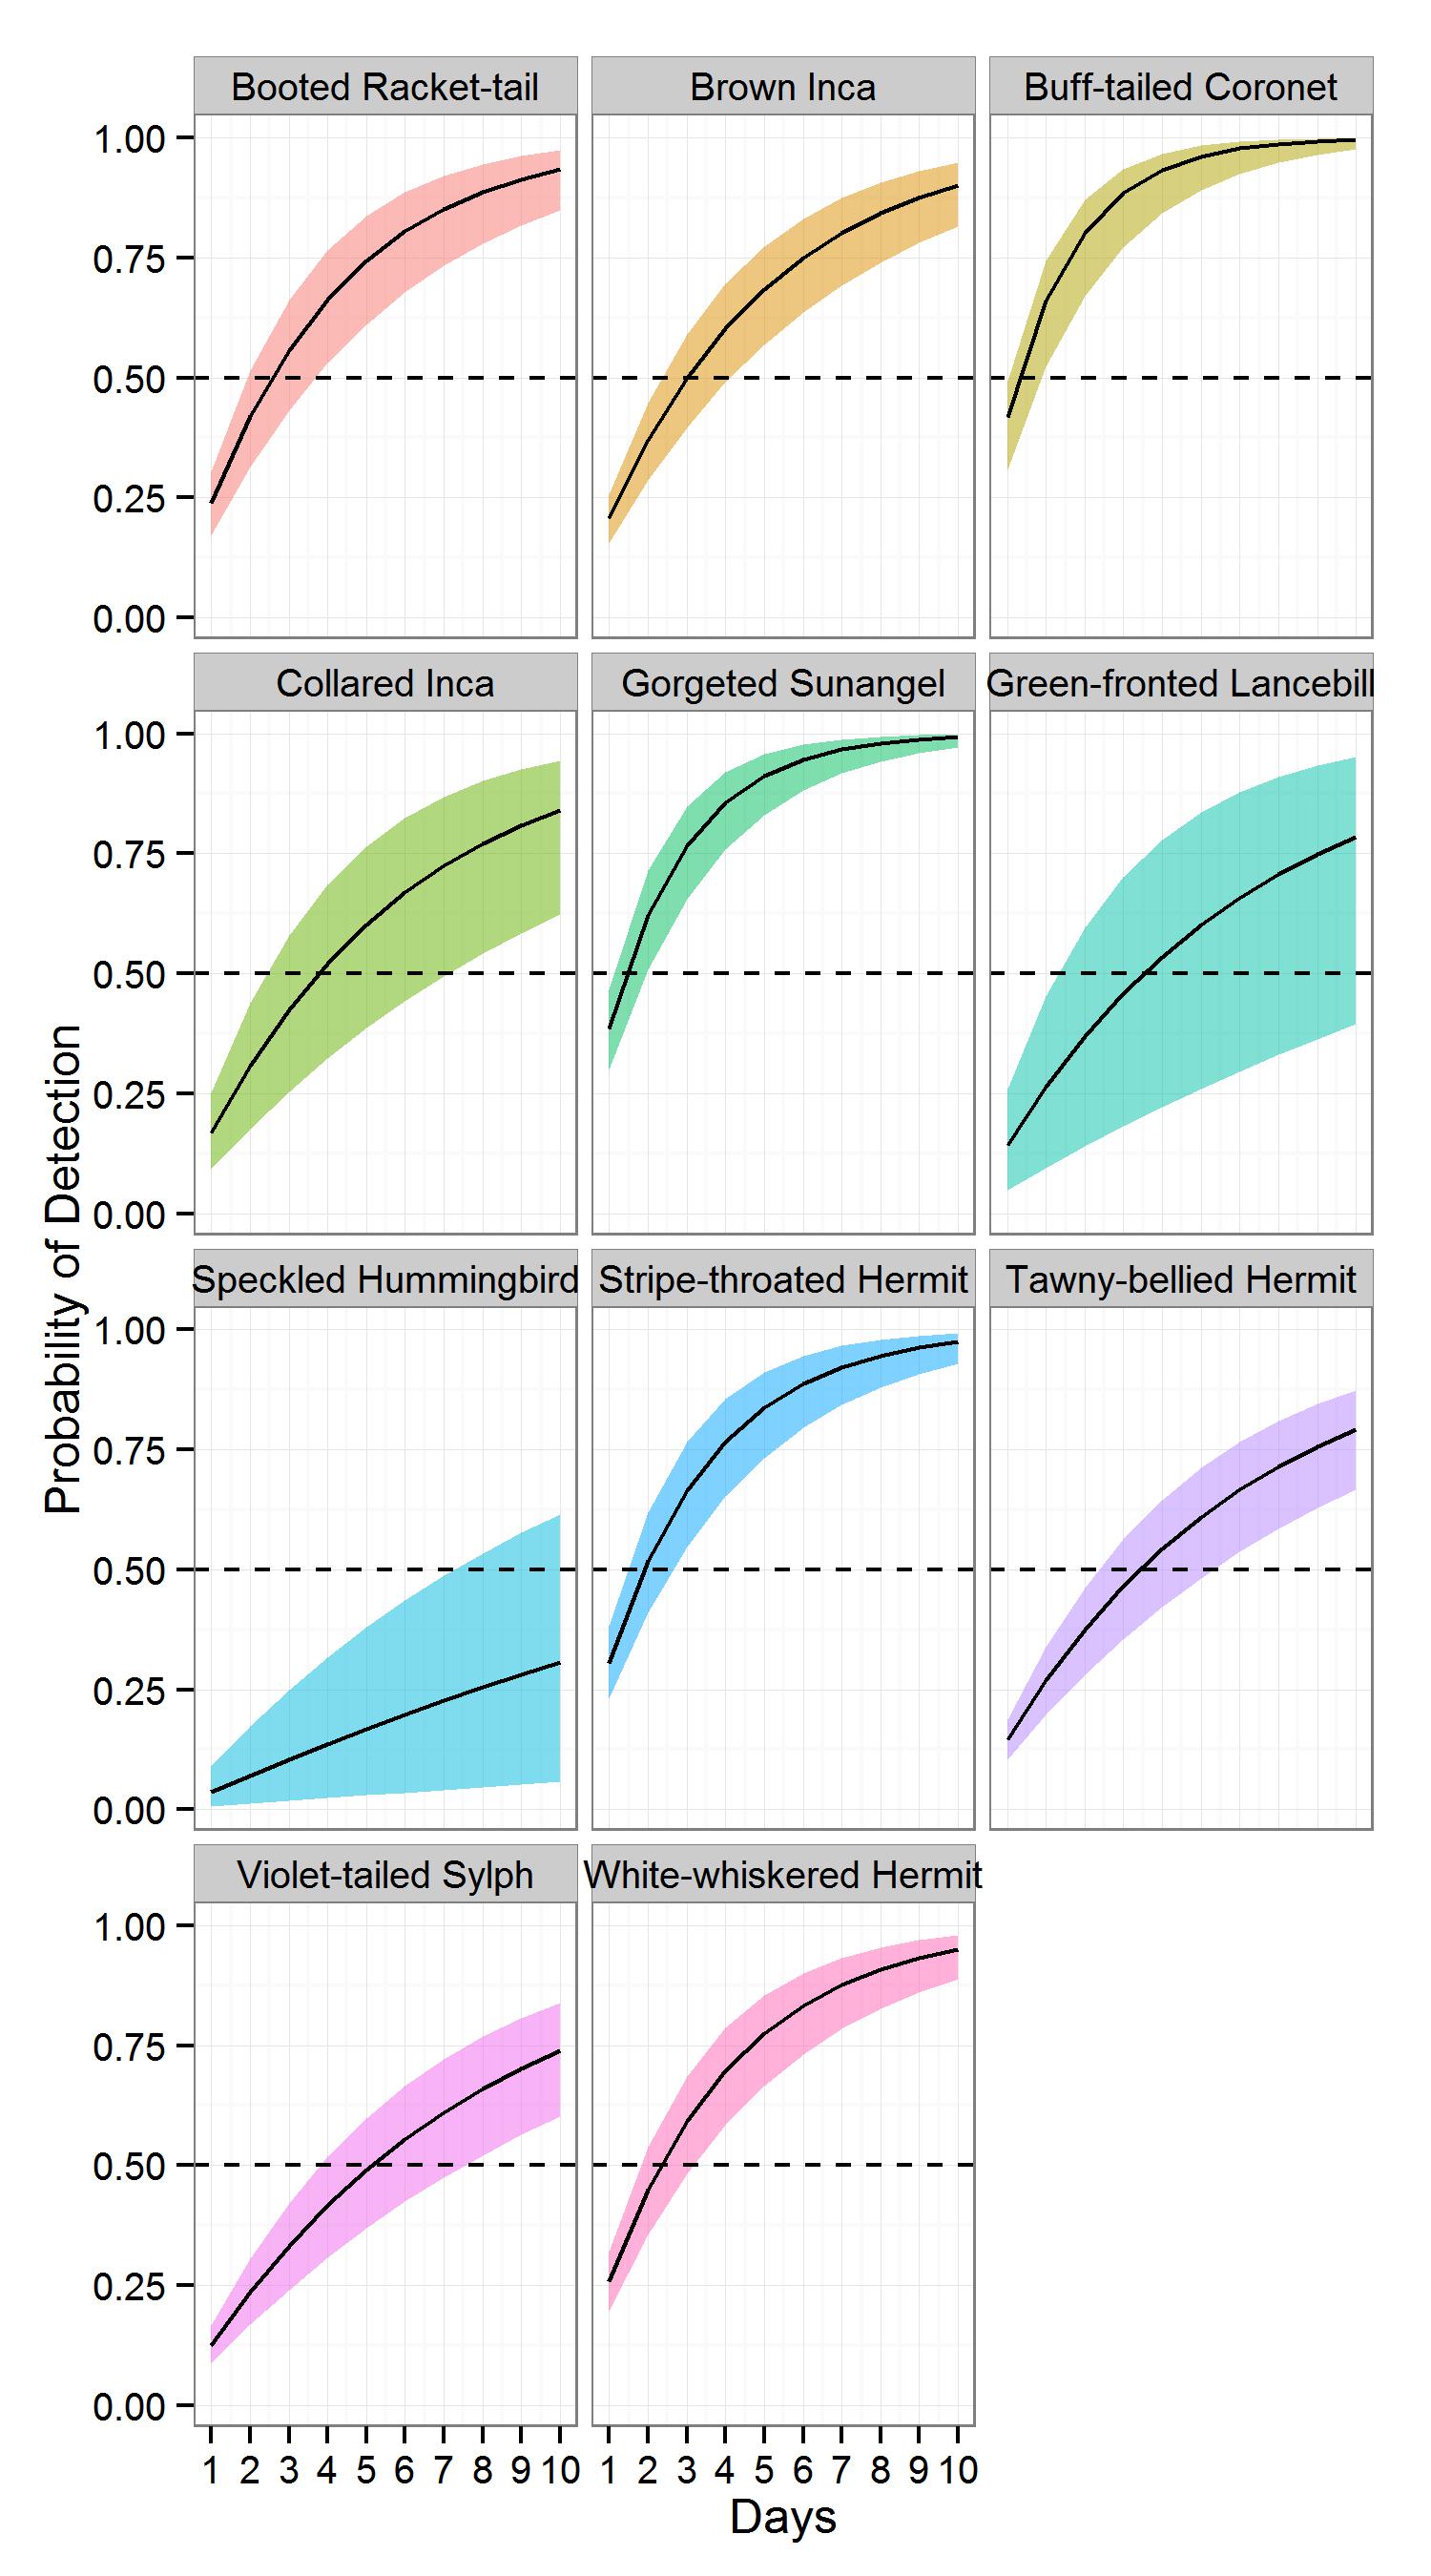 Booted Racket-tail
Brown Inca
Buff-tailed Coronet
1.00
0.75
0.50
0.25
0.00
Collared Inca
Gorgeted Sunangel
Green-fronted Lancebill
1.00
0.75
0.50
0.25
0.00
Probability of Detection
Speckled Hummingbird
Stripe-throated Hermit
Tawny-bellied Hermit
1.00
0.75
0.50
0.25
0.00
Violet-tailed Sylph
White-whiskered Hermit
1.00
0.75
0.50
0.25
0.00
1 2 3 4 5 6 7 8 9 10
1 2 3 4 5 6 7 8 9 10
Days